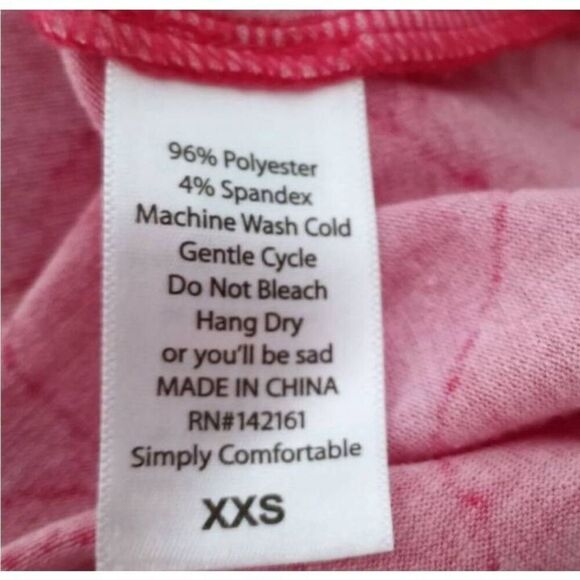 96% Polyester
4% Spandex
Machine Wash Cold
Gentle Cycle
Do Not Bleach
Hang Dry
or you'll be sad
MADE IN CHINA
RN#142161
Simply Comfortable
XXS